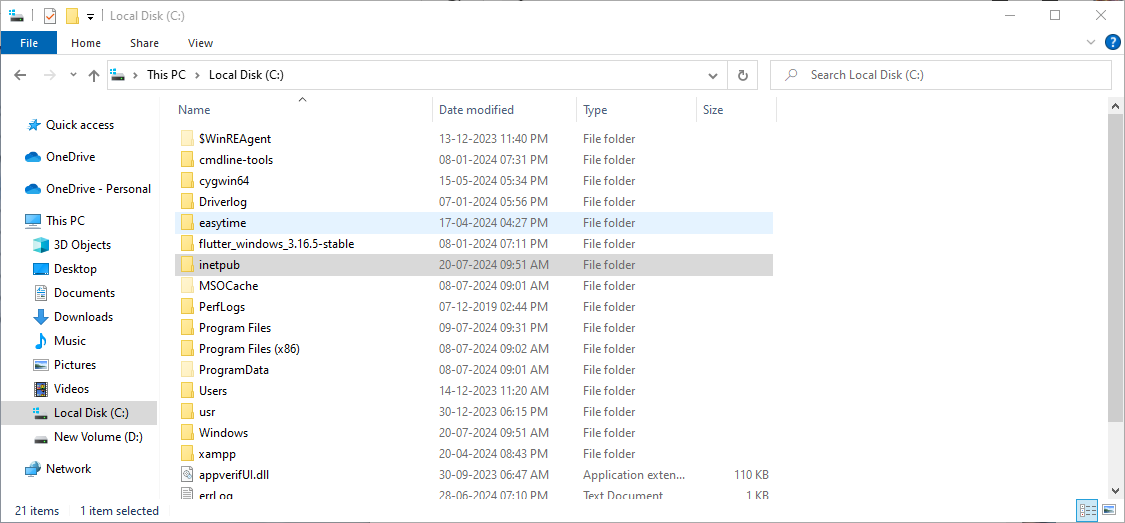 Local Disk (C:)
File Home Share View
This PC Local Disk (C:) Search Local Disk (C:)
Name Date modified Type Size
Quick access
OneDrive
OneDrive - Personal
This PC
3D Objects
Desktop
Documents
Downloads
Music
Pictures
Videos
Local Disk (C:)
New Volume (D:)
Network
$WinREAgent 13-12-2023 11:40 PM File folder
cmdline-tools 08-01-2024 07:31 PM File folder
cygwin64 15-05-2024 05:34 PM File folder
Driverlog 07-01-2024 05:56 PM File folder
easytime 17-04-2024 04:27 PM File folder
flutter_windows_3.16.5-stable 08-01-2024 07:11 PM File folder
inetpub 20-07-2024 09:51 AM File folder
MSOCache 08-07-2024 09:01 AM File folder
PerfLogs 07-12-2019 02:44 PM File folder
Program Files 09-07-2024 09:31 PM File folder
Program Files (x86) 08-07-2024 09:02 AM File folder
ProgramData 08-07-2024 09:01 AM File folder
Users 14-12-2023 11:20 AM File folder
usr 30-12-2023 06:15 PM File folder
Windows 20-07-2024 09:51 AM File folder
xampp 20-04-2024 08:43 PM File folder
appverifUI.dll 30-09-2023 06:47 AM Application exten... 110 KB
errLog 28-06-2024 07:10 PM Text Document 1 KB
21 items 1 item selected